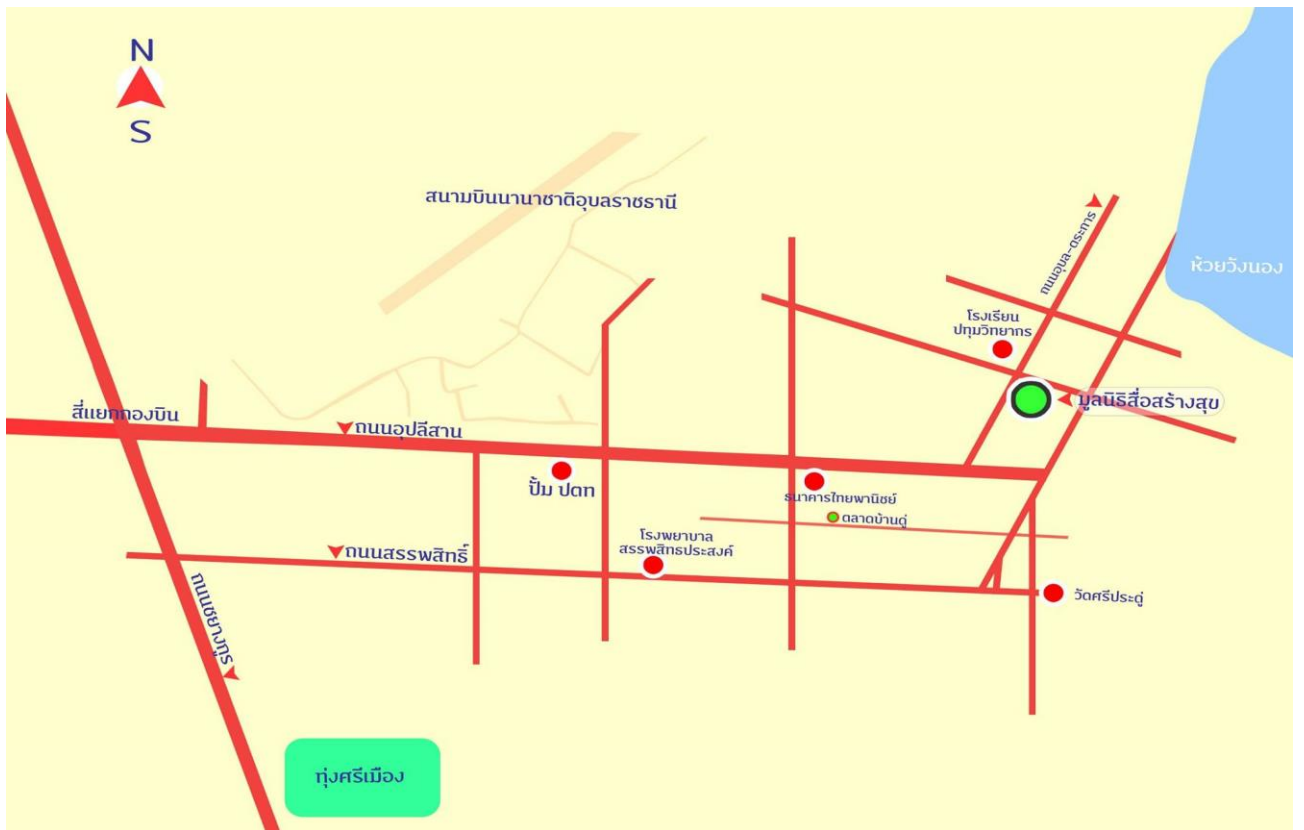 N
S
สนามบินนานาชาติอุบลราชธานี
ถนนอุบล-ตระการ
ห้วยวังนอง
โรงเรียน
ปทุมวิทยากร
มูลนิธิสื่อสร้างสุข
สี่แยกกองบิน
ถนนอุปลีสาน
ปั้ม ปตท
ธนาคารไทยพานิชย์
ตลาดบ้านดู่
โรงพยาบาล
สรรพสิทธประสงค์
ถนนสรรพสิทธิ์
วัดศรีประดู่
ถนนชยางกูร
ทุ่งศรีเมือง